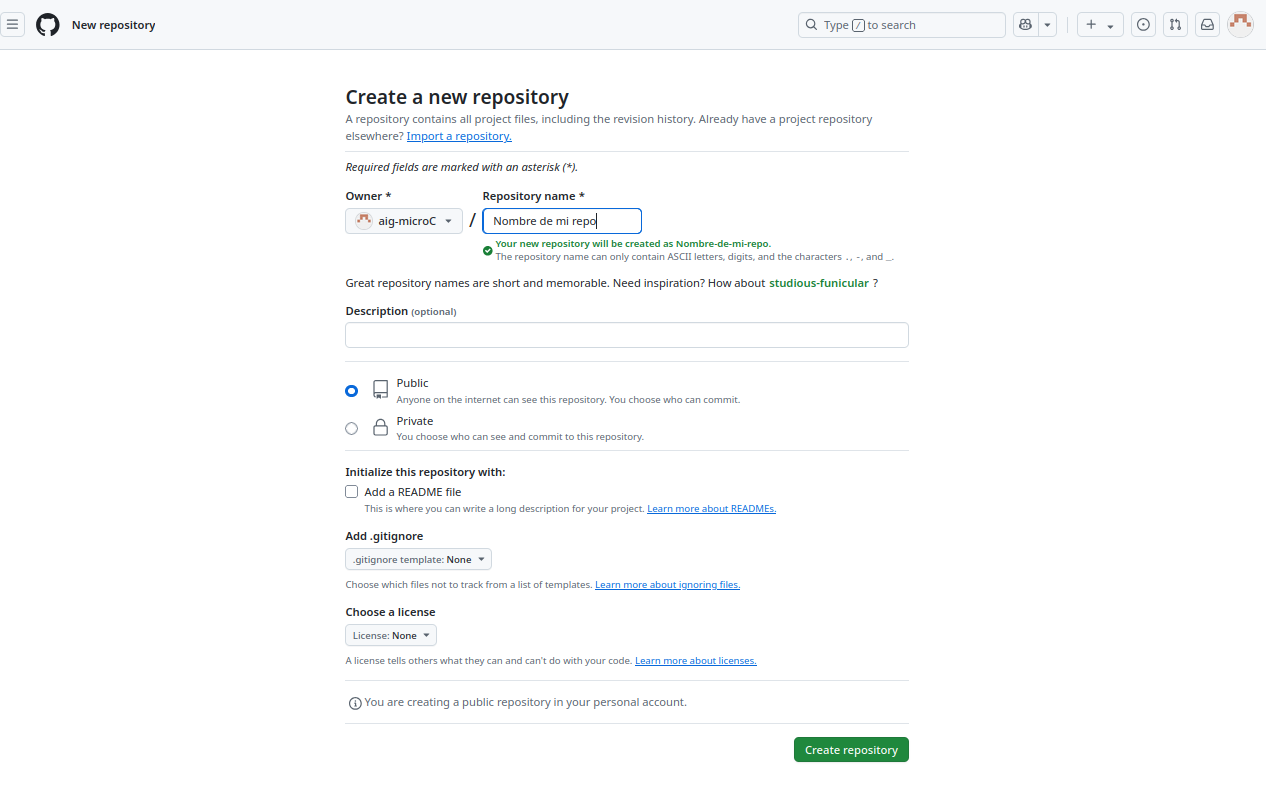 New repository
Type / to search
Create a new repository
A repository contains all project files, including the revision history. Already have a project repository
elsewhere? Import a repository.
Required fields are marked with an asterisk (*).
Owner *
Repository name *
aig-microC
/
Nombre de mi repo
Your new repository will be created as Nombre-de-mi-repo.
The repository name can only contain ASCII letters, digits, and the characters ., -, and _.
Great repository names are short and memorable. Need inspiration? How about studious-funicular ?
Description (optional)
Public
Anyone on the internet can see this repository. You choose who can commit.
Private
You choose who can see and commit to this repository.
Initialize this repository with:
Add a README file
This is where you can write a long description for your project. Learn more about READMEs.
Add .gitignore
.gitignore template: None
Choose which files not to track from a list of templates. Learn more about ignoring files.
Choose a license
License: None
A license tells others what they can and can't do with your code. Learn more about licenses.
You are creating a public repository in your personal account.
Create repository